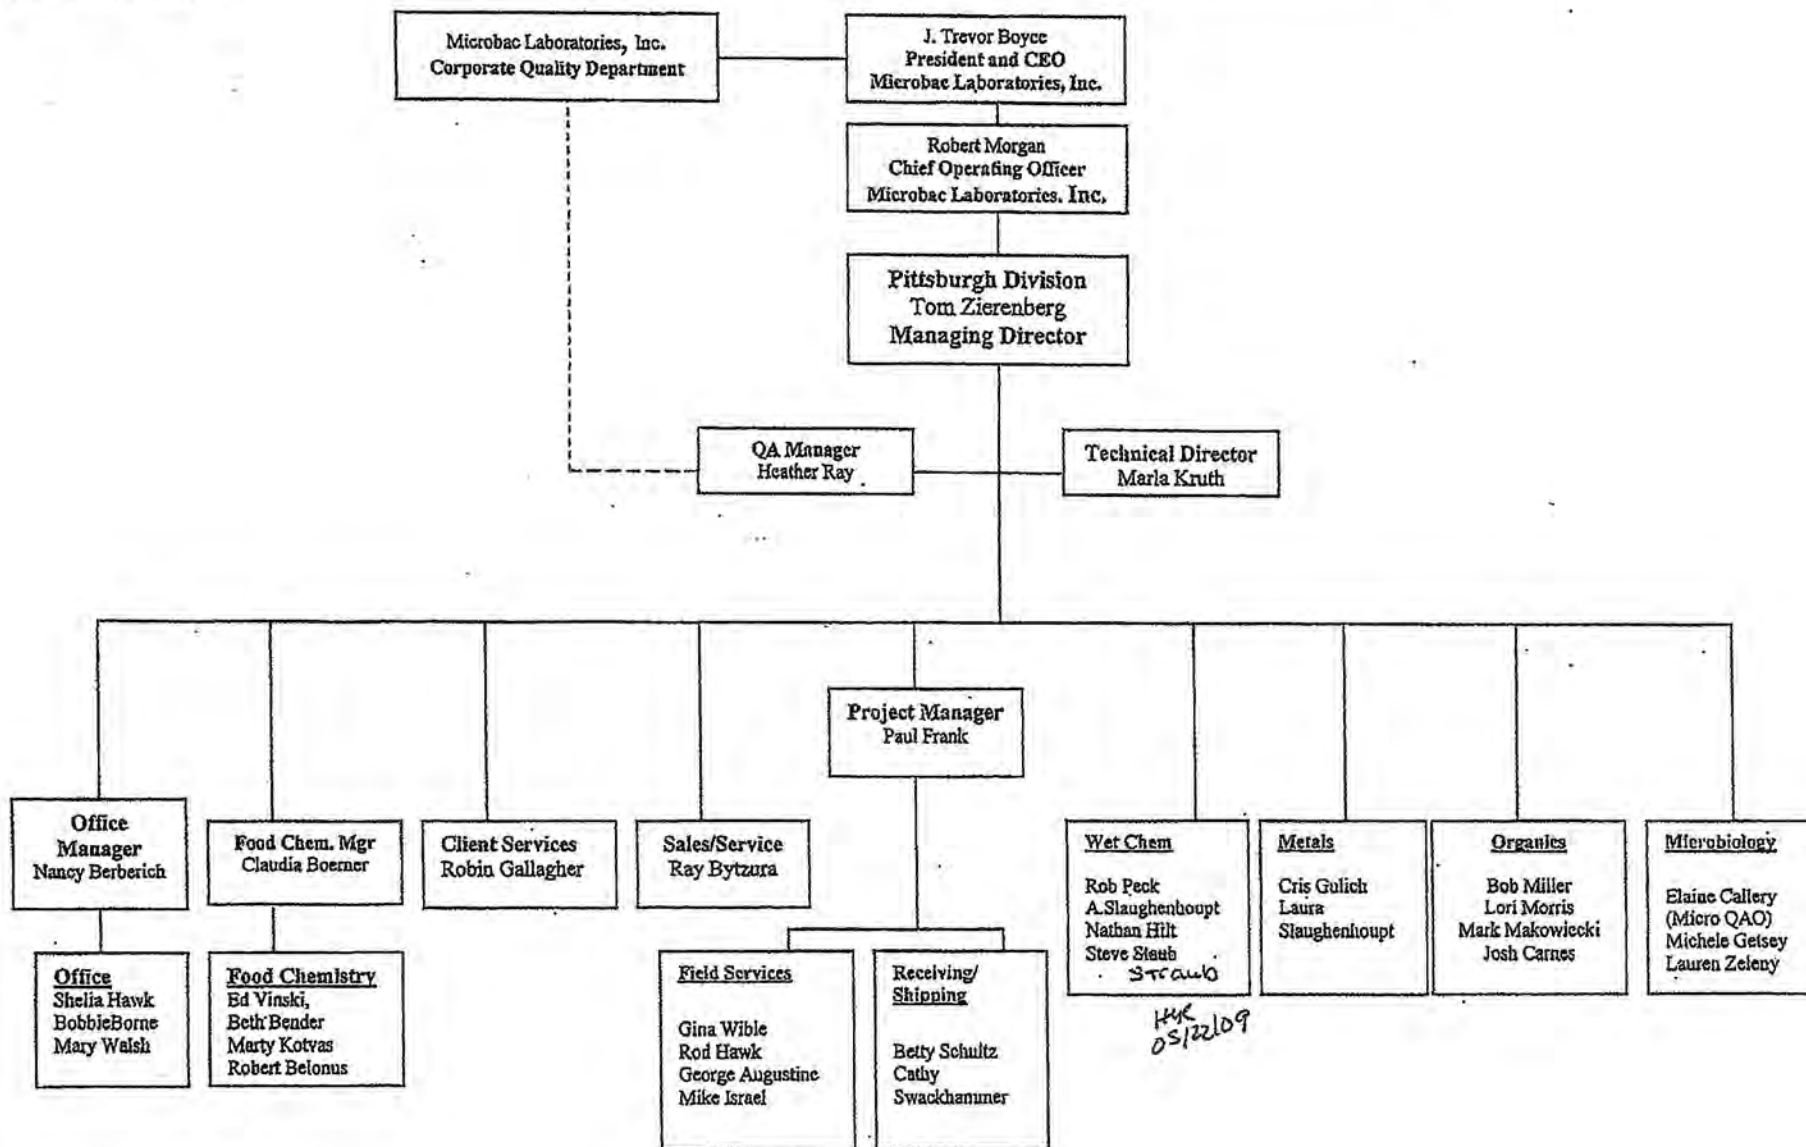 Microbac Laboratories, Inc.
Corporate Quality Department
J. Trevor Boyce
President and CEO
Microbac Laboratories, Inc.
Robert Morgan
Chief Operating Officer
Microbac Laboratories. Inc.
Pittsburgh Division
Tom Zierenberg
Managing Director
QA Manager
Heather Ray
Technical Director
Marla Kruth
Project Manager
Paul Frank
Office
Manager
Nancy Berberich
Food Chem. Mgr
Claudia Boerner
Client Services
Robin Gallagher
Sales/Service
Ray Bytzura
Wet Chem
Rob Peck
A.Slaughenhoupt
Nathan Hilt
Steve Staub
Straub
HYR
05/22/09
Metals
Cris Gulich
Laura
Slaughenhoupt
Organics
Bob Miller
Lori Morris
Mark Makowiecki
Josh Carnes
Microbiology
Elaine Callery
(Micro QAO)
Michele Getsey
Lauren Zeleny
Office
Shelia Hawk
BobbieBorne
Mary Walsh
Food Chemistry
Ed Vinski,
Beth Bender
Marty Kotvas
Robert Belonus
Field Services
Gina Wible
Rod Hawk
George Augustine
Mike Israel
Receiving/
Shipping
Betty Schultz
Cathy
Swackhammer